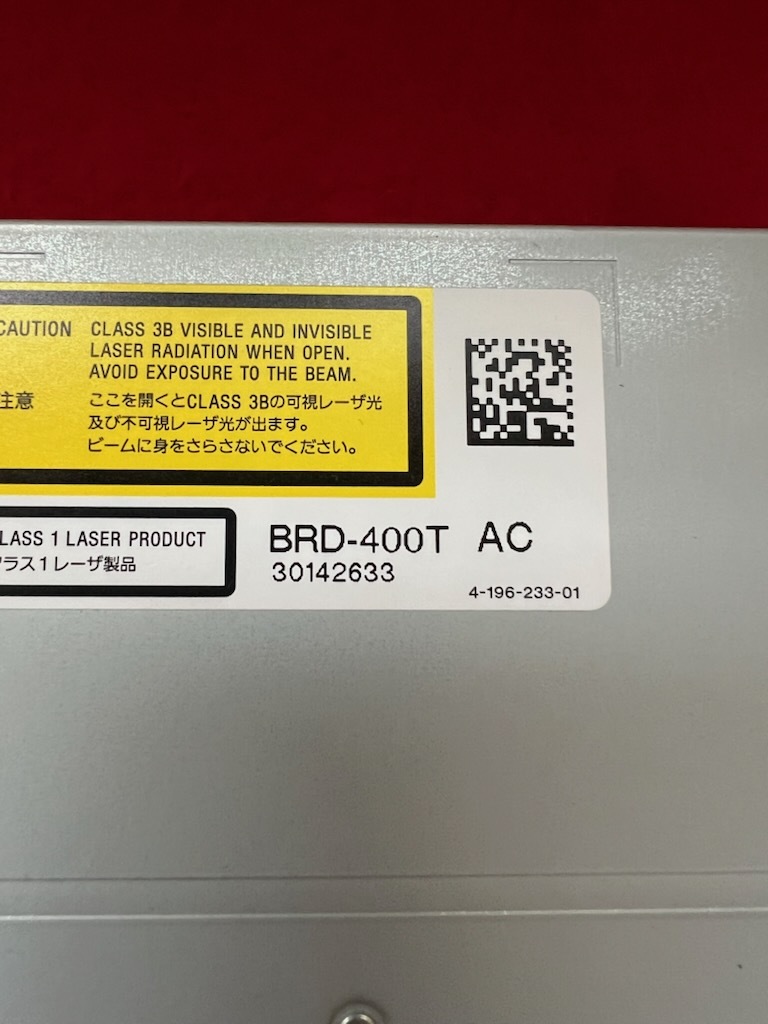 CAUTION CLASS 3B VISIBLE AND INVISIBLE
LASER RADIATION WHEN OPEN.
AVOID EXPOSURE TO THE BEAM.
注意 ここを開くとCLASS 3Bの可視レーザ光
及び不可視レーザ光が出ます。
ビームに身をさらさないでください。
LASS 1 LASER PRODUCT
ラス1レーザ製品
BRD-400T AC
30142633
4-196-233-01